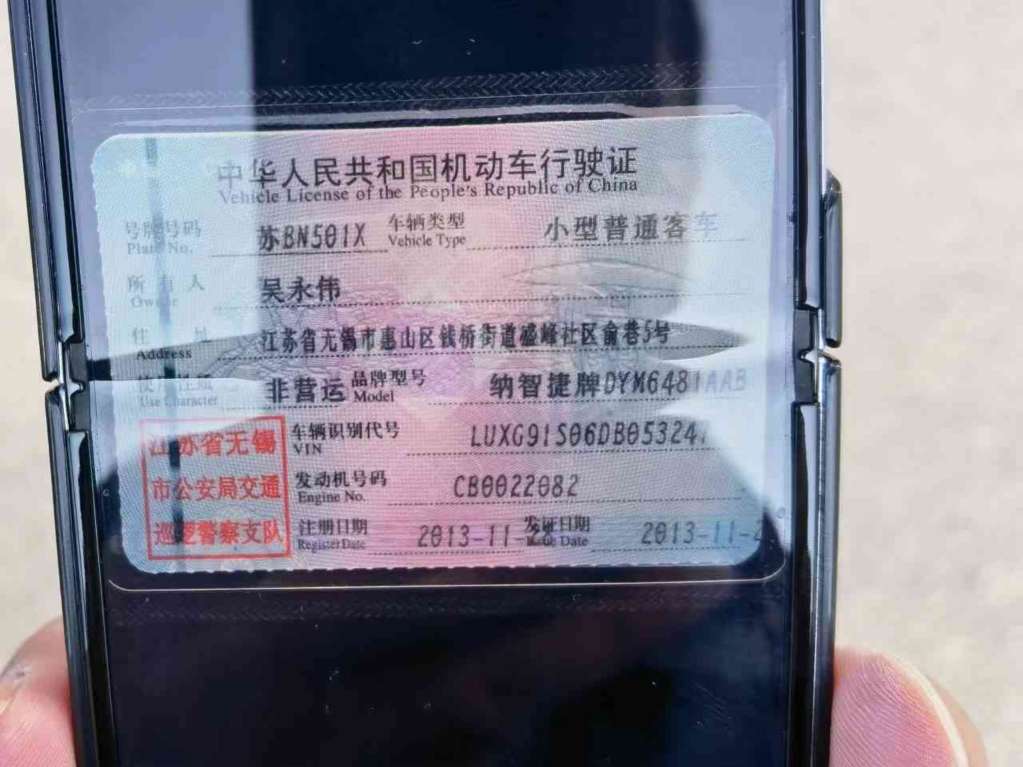 中华人民共和国机动车行驶证
Vehicle License of the People's Republic of China
号牌号码 苏BN501X 车辆类型 小型普通客车
Plate No. Vehicle Type
所有人 吴永伟
Owner
住址 江苏省无锡市惠山区钱桥街道盛峰社区俞巷5号
Address
使用性质 非营运 品牌型号 纳智捷牌DYM6481AAB
Use Character Model
江苏省无锡 车辆识别代号 LUXG91S06DB053247
VIN
市公安局交通 发动机号码 CB0022082
Engine No.
巡逻警察支队 注册日期 2013-11- 发证日期 2013-11-2
Register Date Issue Date